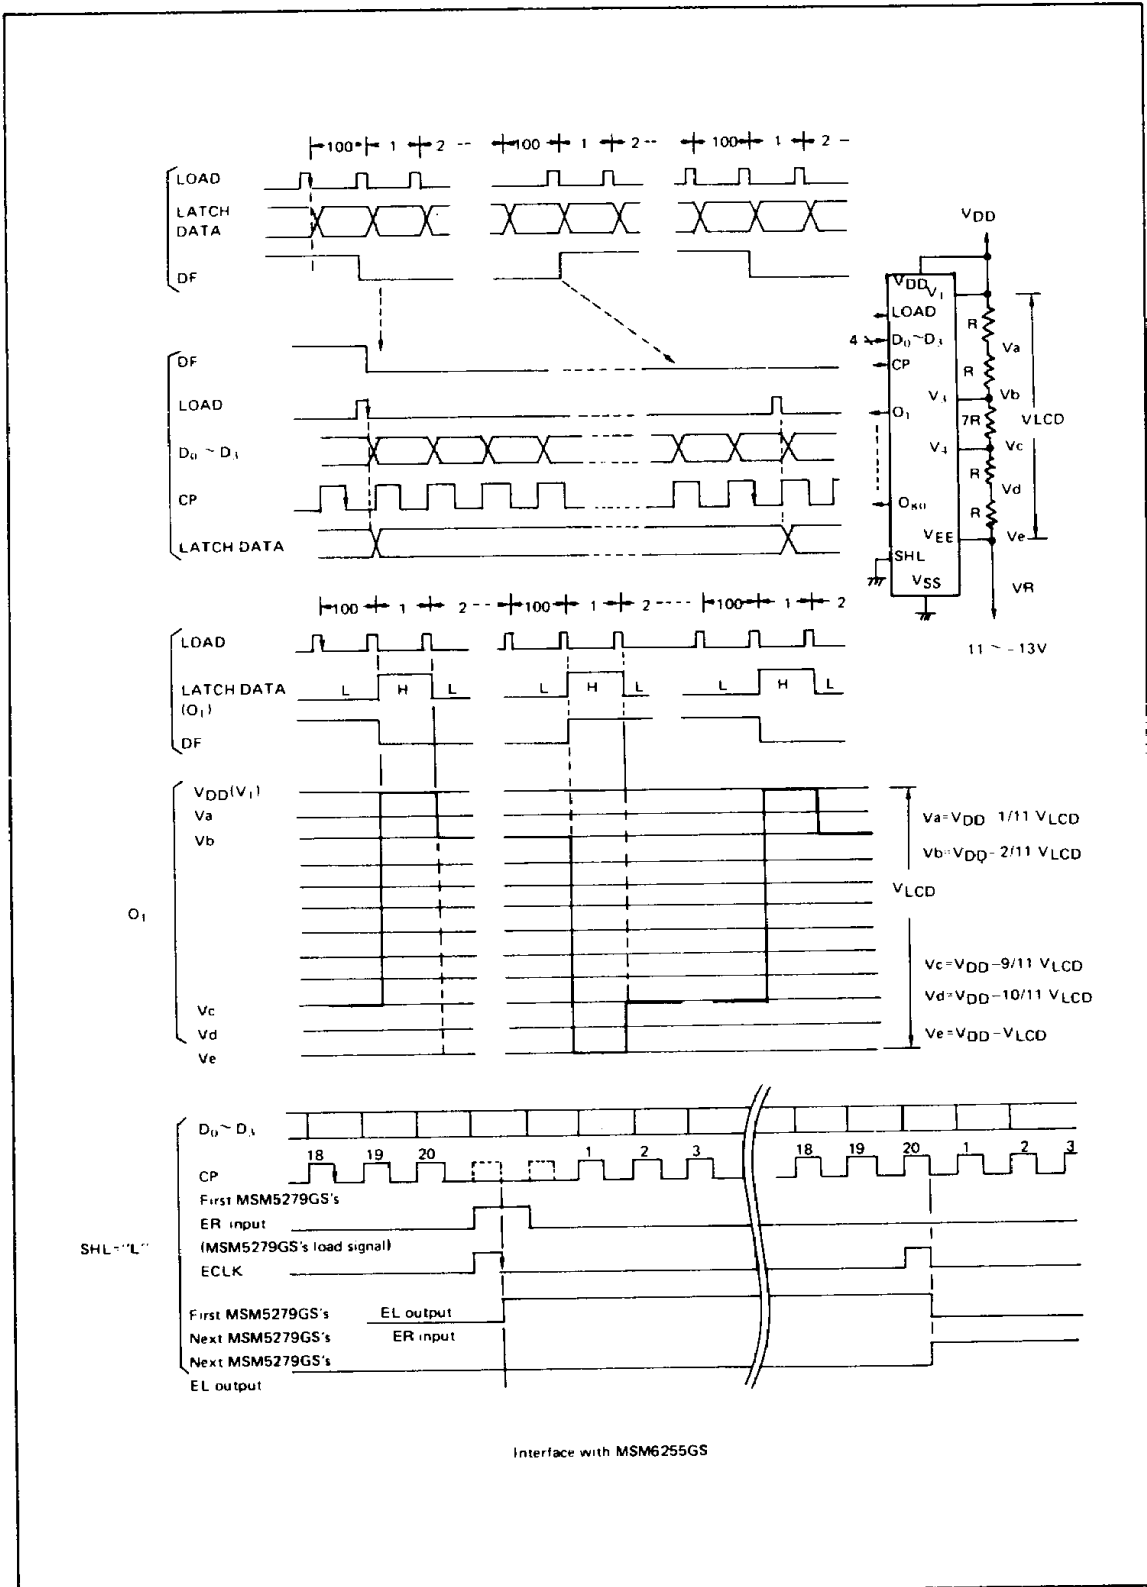 100 1 2 -- 100 1 2 -- 100 1 2 -
LOAD
LATCH
DATA
DF
DF
LOAD
D0 ~ D3
CP
LATCH DATA
VDD
VDD
V1
LOAD
4
D0 ~ D3
CP
O1
O80
SHL
VSS
V3
V4
VEE
R
R
7R
R
R
Va
Vb
Vc
Vd
Ve
VLCD
VR
11 ~ -13V
100 1 2 -- 100 1 2 ---- 100 1 2
LOAD
LATCH DATA
(O1)
L H L L H L L H L
DF
O1
VDD(V1)
Va
Vb
Vc
Vd
Ve
VLCD
Va=VDD 1/11 VLCD
Vb=VDD-2/11 VLCD
Vc=VDD-9/11 VLCD
Vd=VDD-10/11 VLCD
Ve=VDD-VLCD
SHL="L"
D0 ~ D3
18 19 20 1 2 3 18 19 20 1 2 3
CP
First MSM5279GS's
ER input
(MSM5279GS's load signal)
ECLK
First MSM5279GS's EL output
Next MSM5279GS's ER input
Next MSM5279GS's
EL output
Interface with MSM6255GS